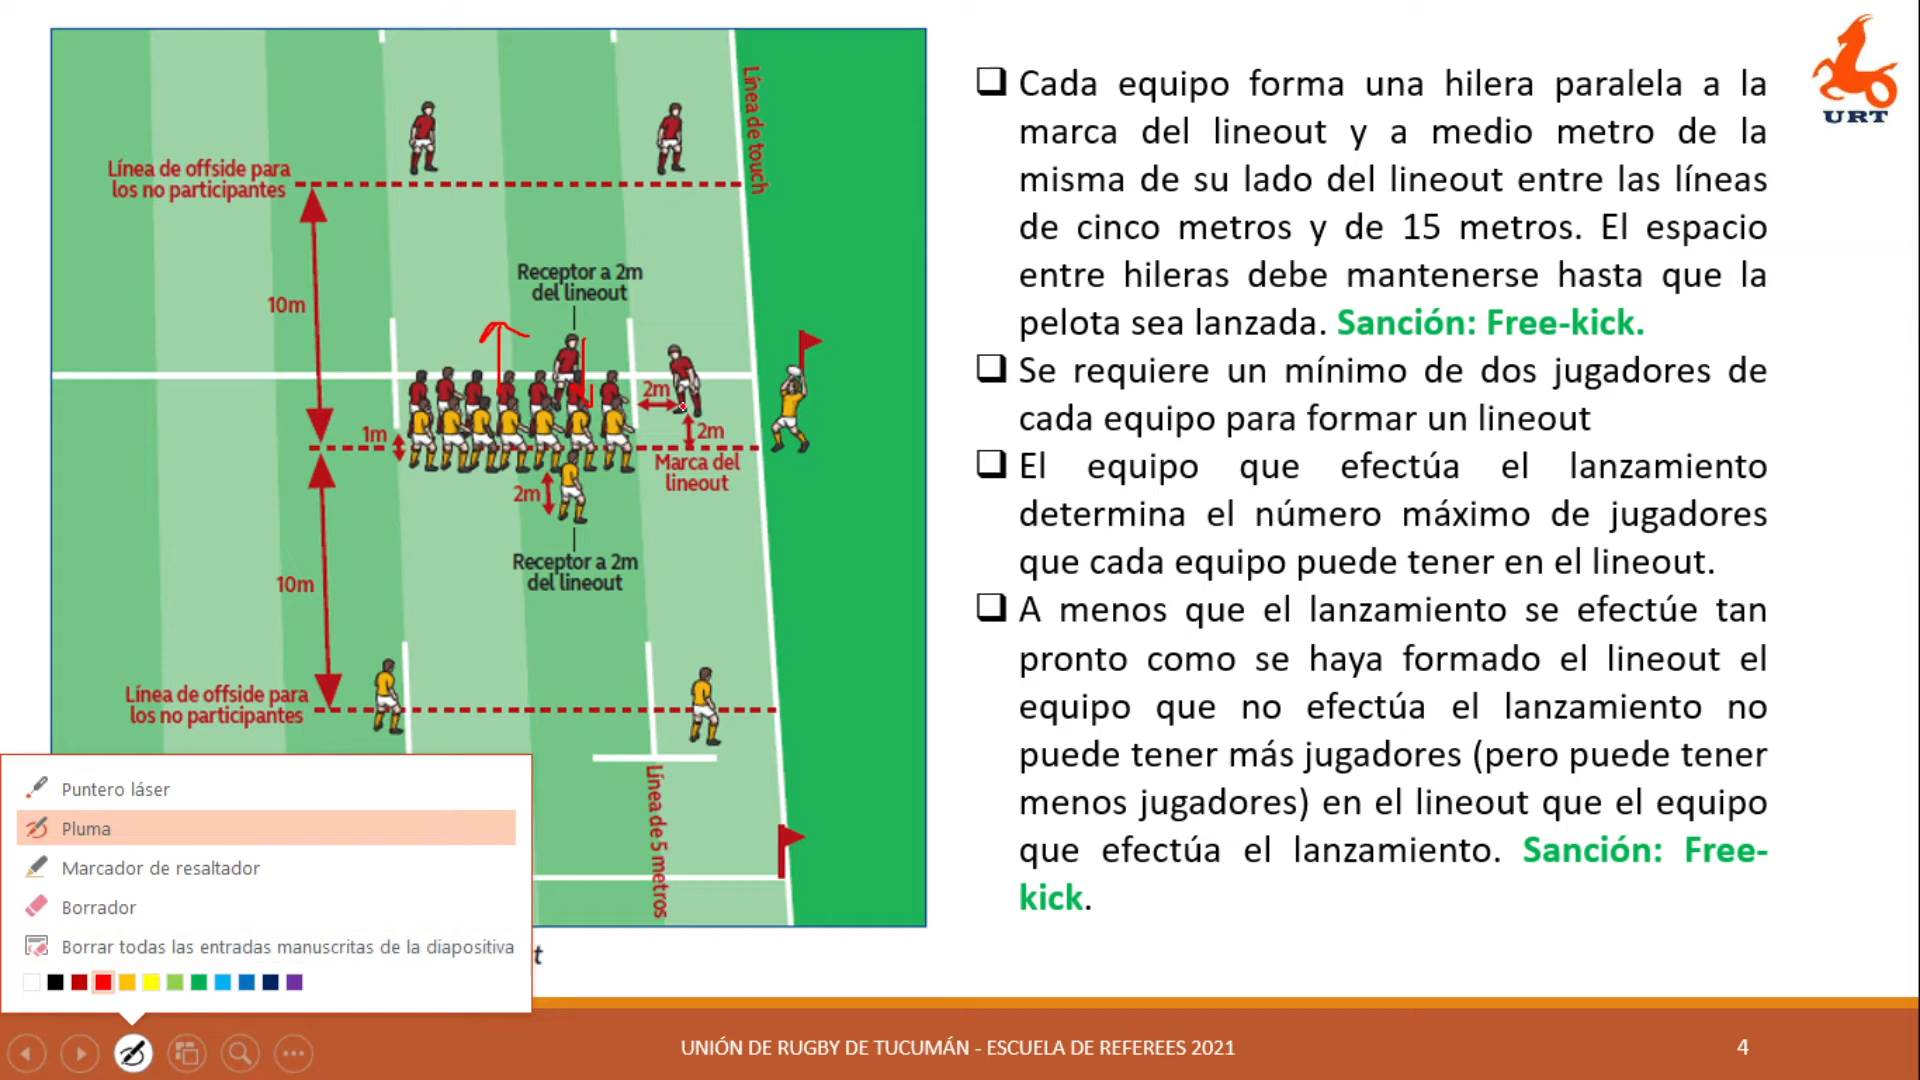 Línea de touch
Línea de offside para
los no participantes
10m
Receptor a 2m
del lineout
2m
1m
2m
Marca del
lineout
2m
Receptor a 2m
del lineout
10m
Línea de offside para
los no participantes
Línea de 5 metros
t
❑ Cada equipo forma una hilera paralela a la
marca del lineout y a medio metro de la
misma de su lado del lineout entre las líneas
de cinco metros y de 15 metros. El espacio
entre hileras debe mantenerse hasta que la
pelota sea lanzada. Sanción: Free-kick.
❑ Se requiere un mínimo de dos jugadores de
cada equipo para formar un lineout
❑ El equipo que efectúa el lanzamiento
determina el número máximo de jugadores
que cada equipo puede tener en el lineout.
❑ A menos que el lanzamiento se efectúe tan
pronto como se haya formado el lineout el
equipo que no efectúa el lanzamiento no
puede tener más jugadores (pero puede tener
menos jugadores) en el lineout que el equipo
que efectúa el lanzamiento. Sanción: Free-
kick.
URT
Puntero láser
Pluma
Marcador de resaltador
Borrador
Borrar todas las entradas manuscritas de la diapositiva
UNIÓN DE RUGBY DE TUCUMÁN - ESCUELA DE REFEREES 2021
4